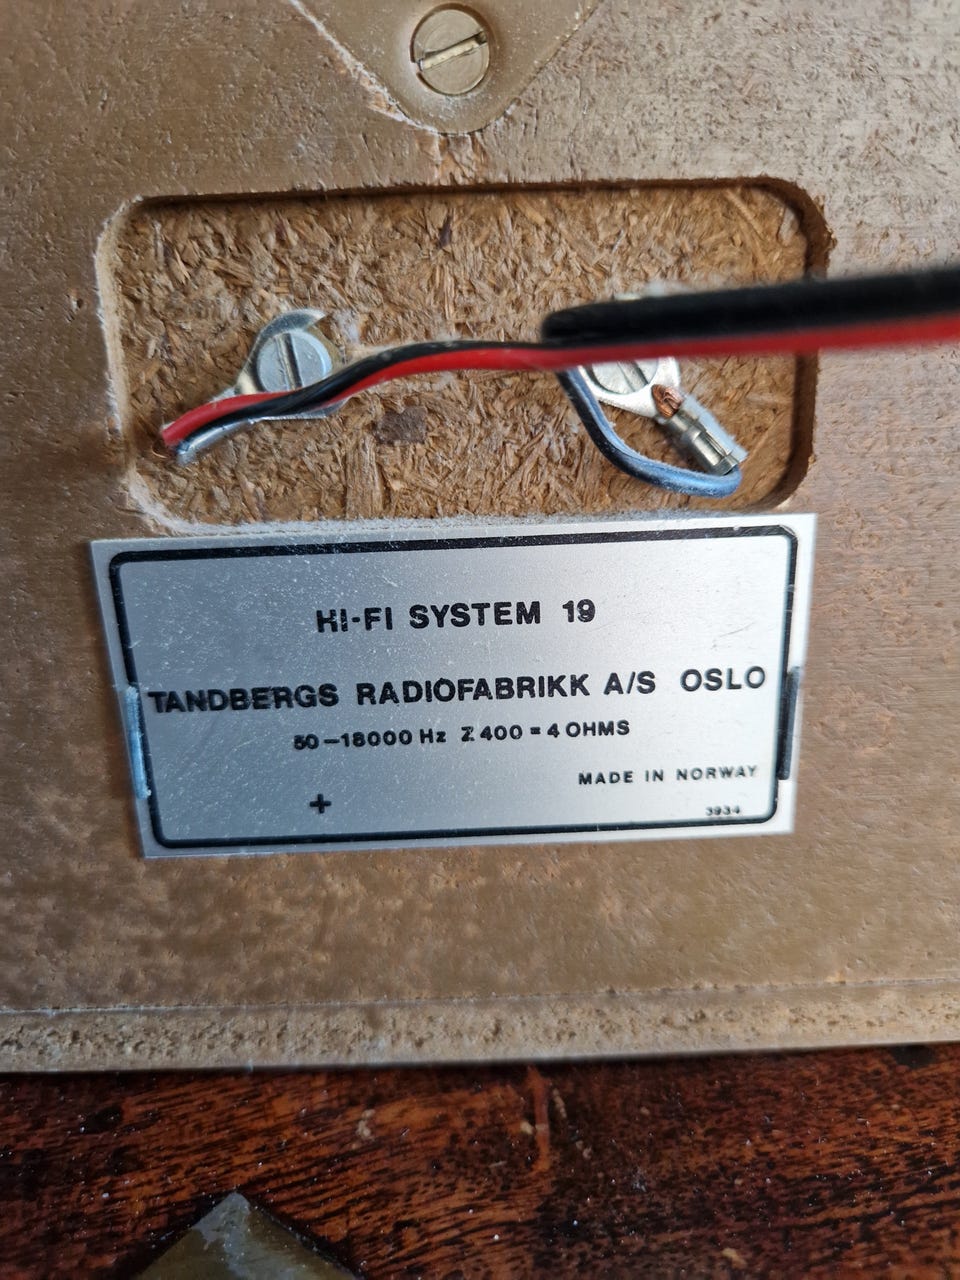 HI-FI SYSTEM 19
TANDBERGS RADIOFABRIKK A/S OSLO
50-18000 Hz Z 400 = 4 OHMS
MADE IN NORWAY
+
3934